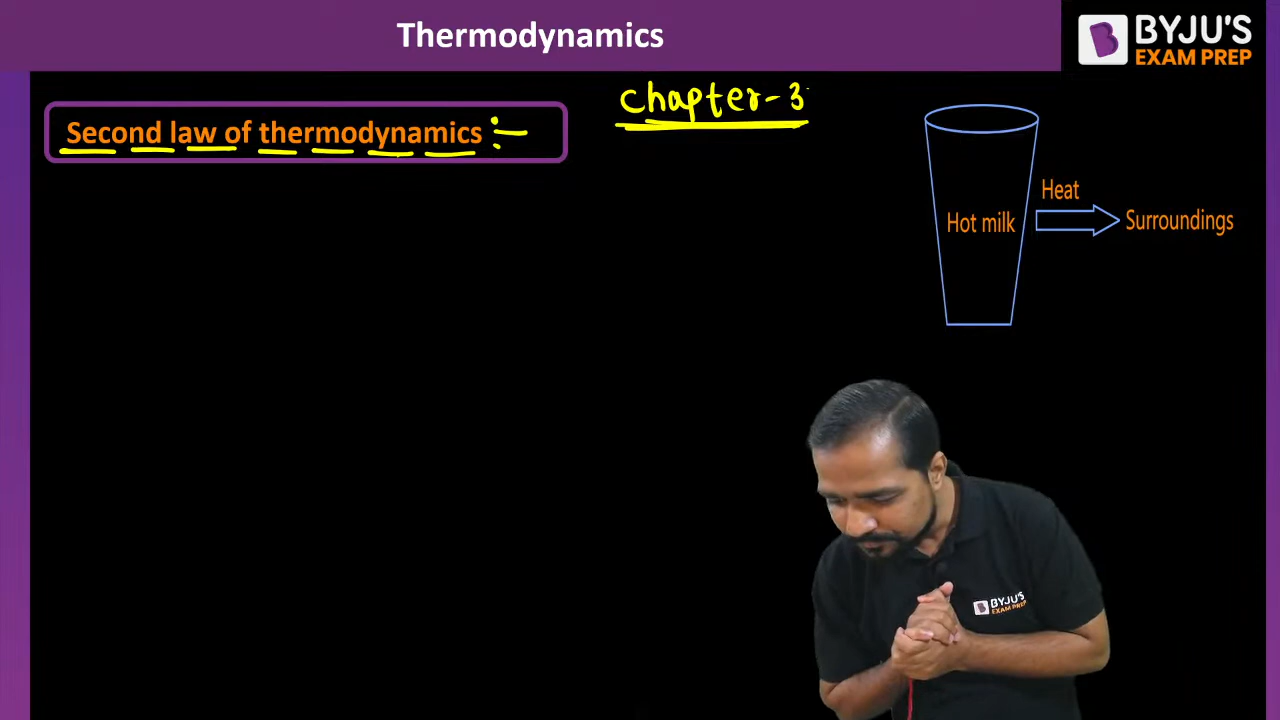 Thermodynamics
BYJU'S
EXAM PREP
Chapter-3
Second law of thermodynamics :-
Heat
Hot milk
Surroundings
BYJU'S
EXAM PREP